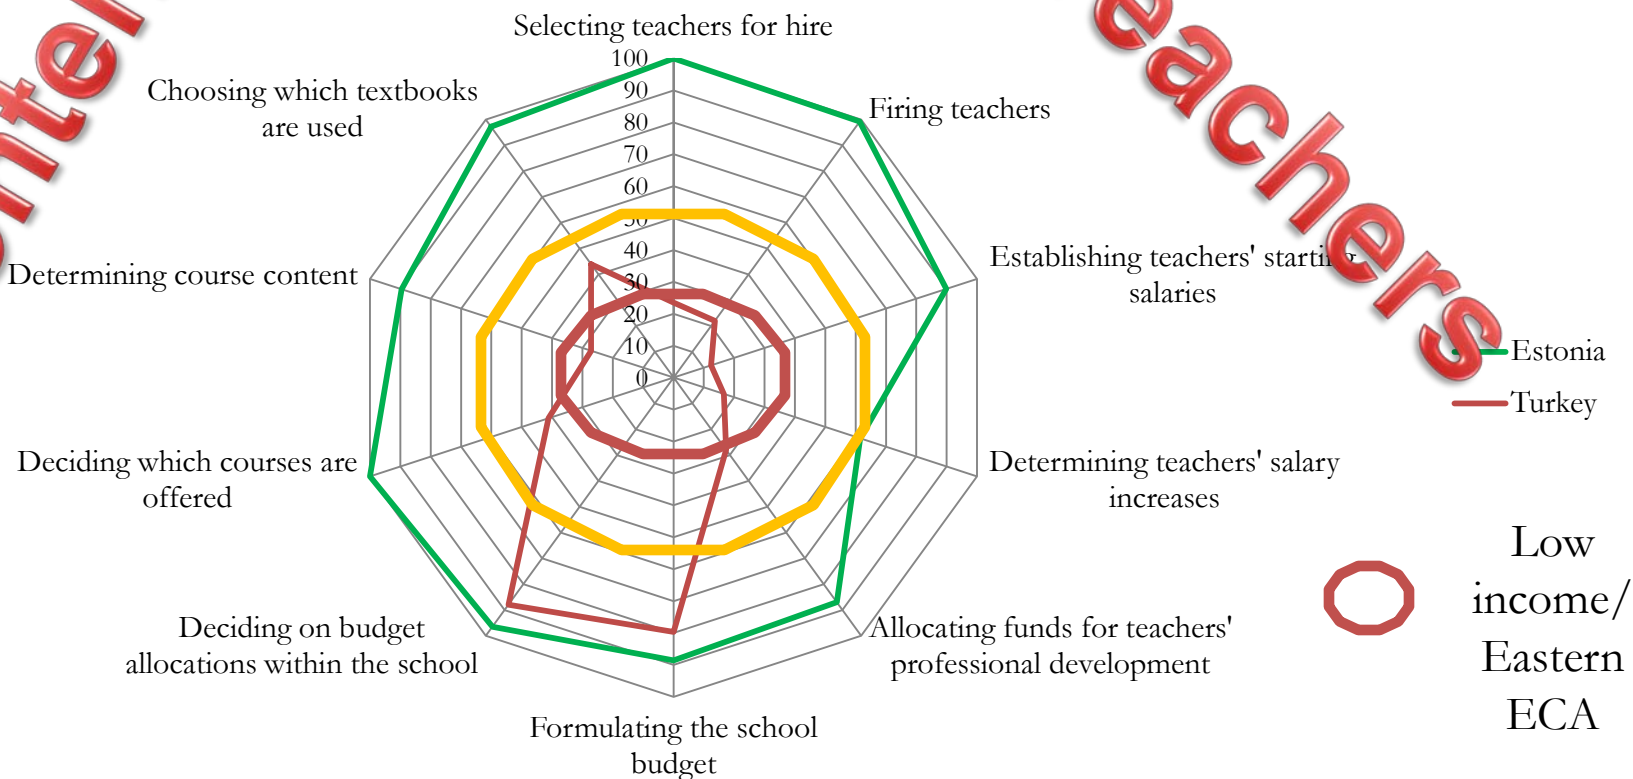 Selecting teachers for hire
100
90
80
70
60
50
40
30
20
10
0
Choosing which textbooks
are used
Firing teachers
eachers
Determining course content
Establishing teachers' starting
salaries
Estonia
Turkey
Deciding which courses are
offered
Determining teachers' salary
increases
Low
income/
Eastern
ECA
Deciding on budget
allocations within the school
Allocating funds for teachers'
professional development
Formulating the school
budget